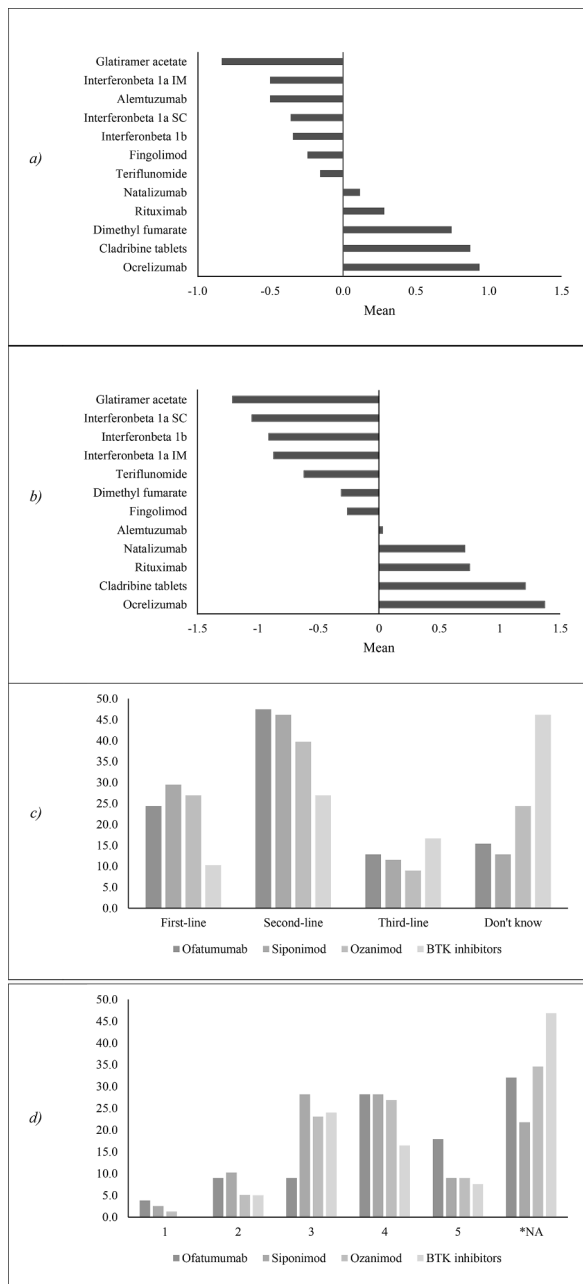 a)
Glatiramer acetate
Interferonbeta 1a IM
Alemtuzumab
Interferonbeta 1a SC
Interferonbeta 1b
Fingolimod
Teriflunomide
Natalizumab
Rituximab
Dimethyl fumarate
Cladribine tablets
Ocrelizumab
-1.0 -0.5 0.0 0.5 1.0 1.5
Mean
b)
Glatiramer acetate
Interferonbeta 1a SC
Interferonbeta 1b
Interferonbeta 1a IM
Teriflunomide
Dimethyl fumarate
Fingolimod
Alemtuzumab
Natalizumab
Rituximab
Cladribine tablets
Ocrelizumab
-1.5 -1 -0.5 0 0.5 1 1.5
Mean
c)
50.0
45.0
40.0
35.0
30.0
25.0
20.0
15.0
10.0
5.0
0.0
First-line Second-line Third-line Don't know
Ofatumumab Siponimod Ozanimod BTK inhibitors
d)
50.0
45.0
40.0
35.0
30.0
25.0
20.0
15.0
10.0
5.0
0.0
1 2 3 4 5 *NA
Ofatumumab Siponimod Ozanimod BTK inhibitors